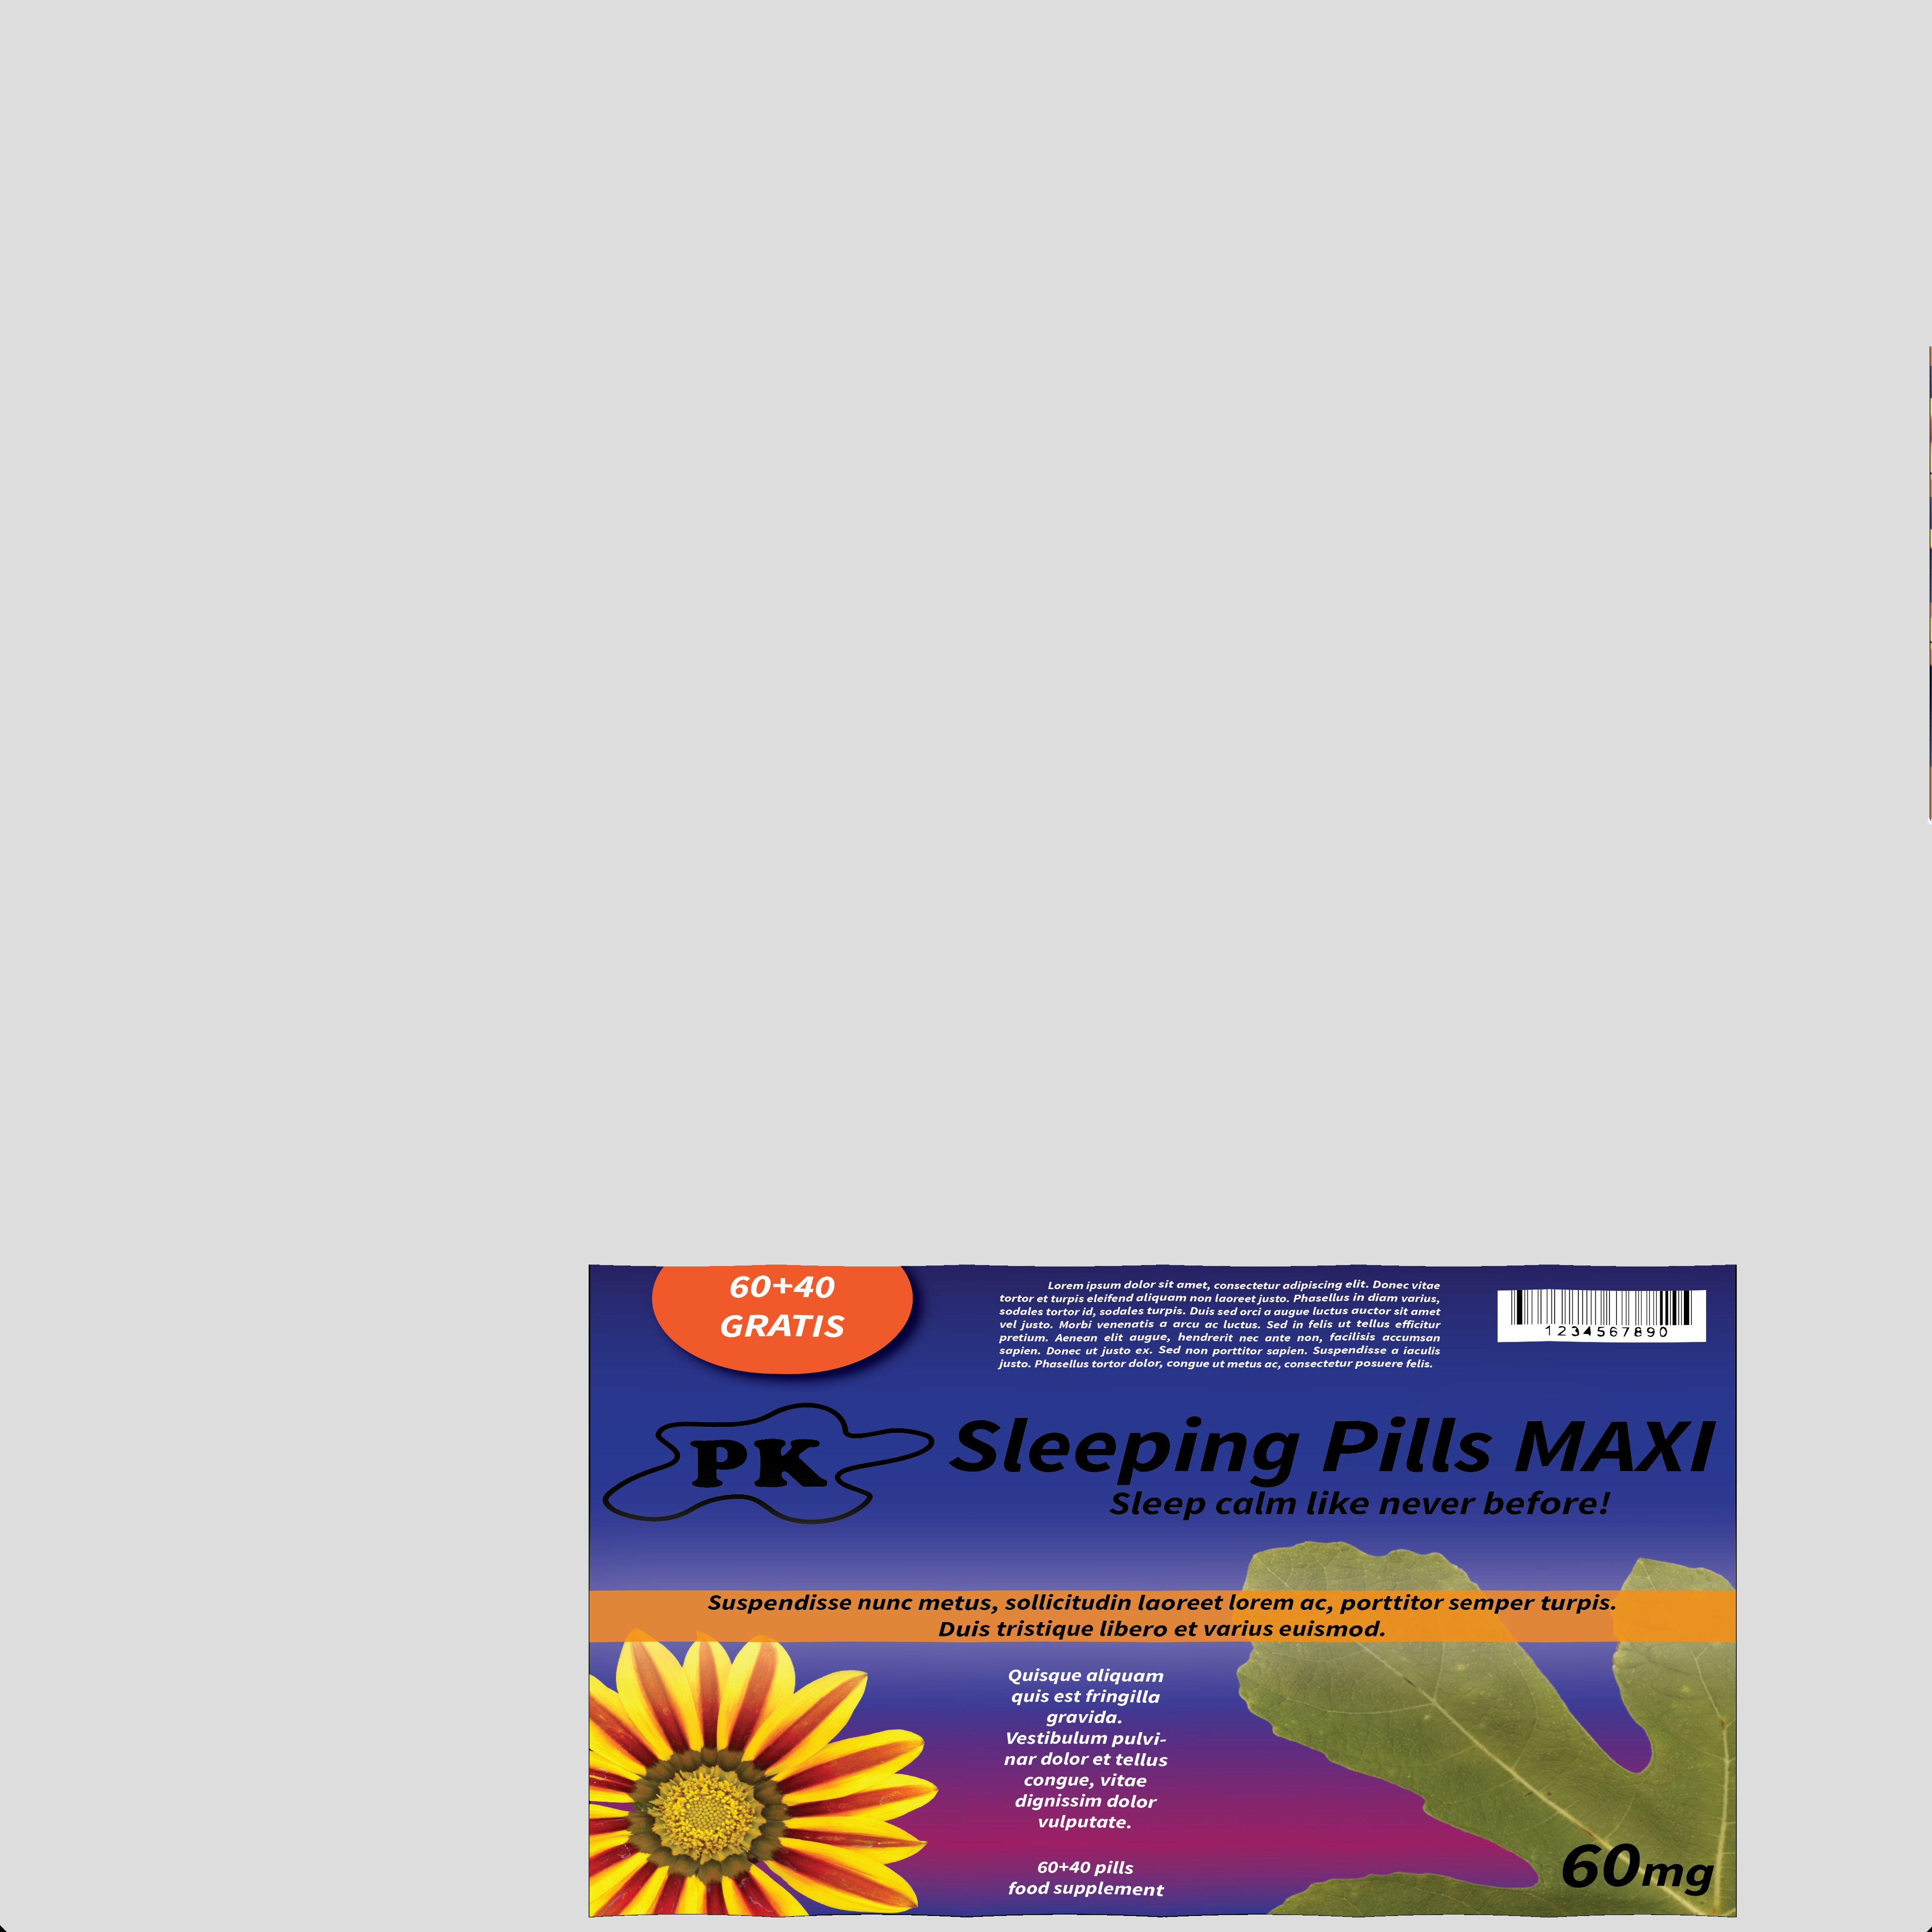 60+40
GRATIS
Lorem ipsum dolor sit amet, consectetur adipiscing elit. Donec vitae
tortor et turpis eleifend aliquam non laoreet justo. Phasellus in diam varius,
sodales tortor id, sodales turpis. Duis sed orci a augue luctus auctor sit amet
vel justo. Morbi venenatis a arcu ac luctus. Sed in felis ut tellus efficitur
pretium. Aenean elit augue, hendrerit nec ante non, facilisis accumsan
sapien. Donec ut justo ex. Sed non porttitor sapien. Suspendisse a iaculis
justo. Phasellus tortor dolor, congue ut metus ac, consectetur posuere felis.
1234567890
PK
Sleeping Pills MAXI
Sleep calm like never before!
Suspendisse nunc metus, sollicitudin laoreet lorem ac, porttitor semper turpis.
Duis tristique libero et varius euismod.
Quisque aliquam
quis est fringilla
gravida.
Vestibulum pulvi-
nar dolor et tellus
congue, vitae
dignissim dolor
vulputate.
60+40 pills
food supplement
60mg